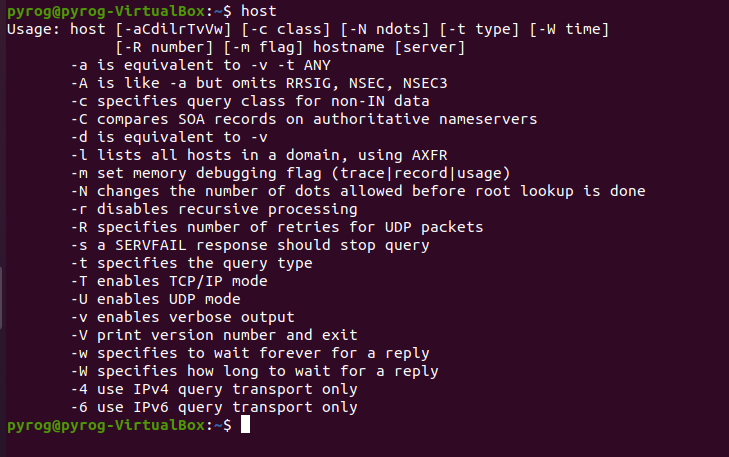 pyrog@pyrog-VirtualBox:~$ host
Usage: host [-aCdilrTvVw] [-c class] [-N ndots] [-t type] [-W time]
            [-R number] [-m flag] hostname [server]
       -a is equivalent to -v -t ANY
       -A is like -a but omits RRSIG, NSEC, NSEC3
       -c specifies query class for non-IN data
       -C compares SOA records on authoritative nameservers
       -d is equivalent to -v
       -l lists all hosts in a domain, using AXFR
       -m set memory debugging flag (trace|record|usage)
       -N changes the number of dots allowed before root lookup is done
       -r disables recursive processing
       -R specifies number of retries for UDP packets
       -s a SERVFAIL response should stop query
       -t specifies the query type
       -T enables TCP/IP mode
       -U enables UDP mode
       -v enables verbose output
       -V print version number and exit
       -w specifies to wait forever for a reply
       -W specifies how long to wait for a reply
       -4 use IPv4 query transport only
       -6 use IPv6 query transport only
pyrog@pyrog-VirtualBox:~$